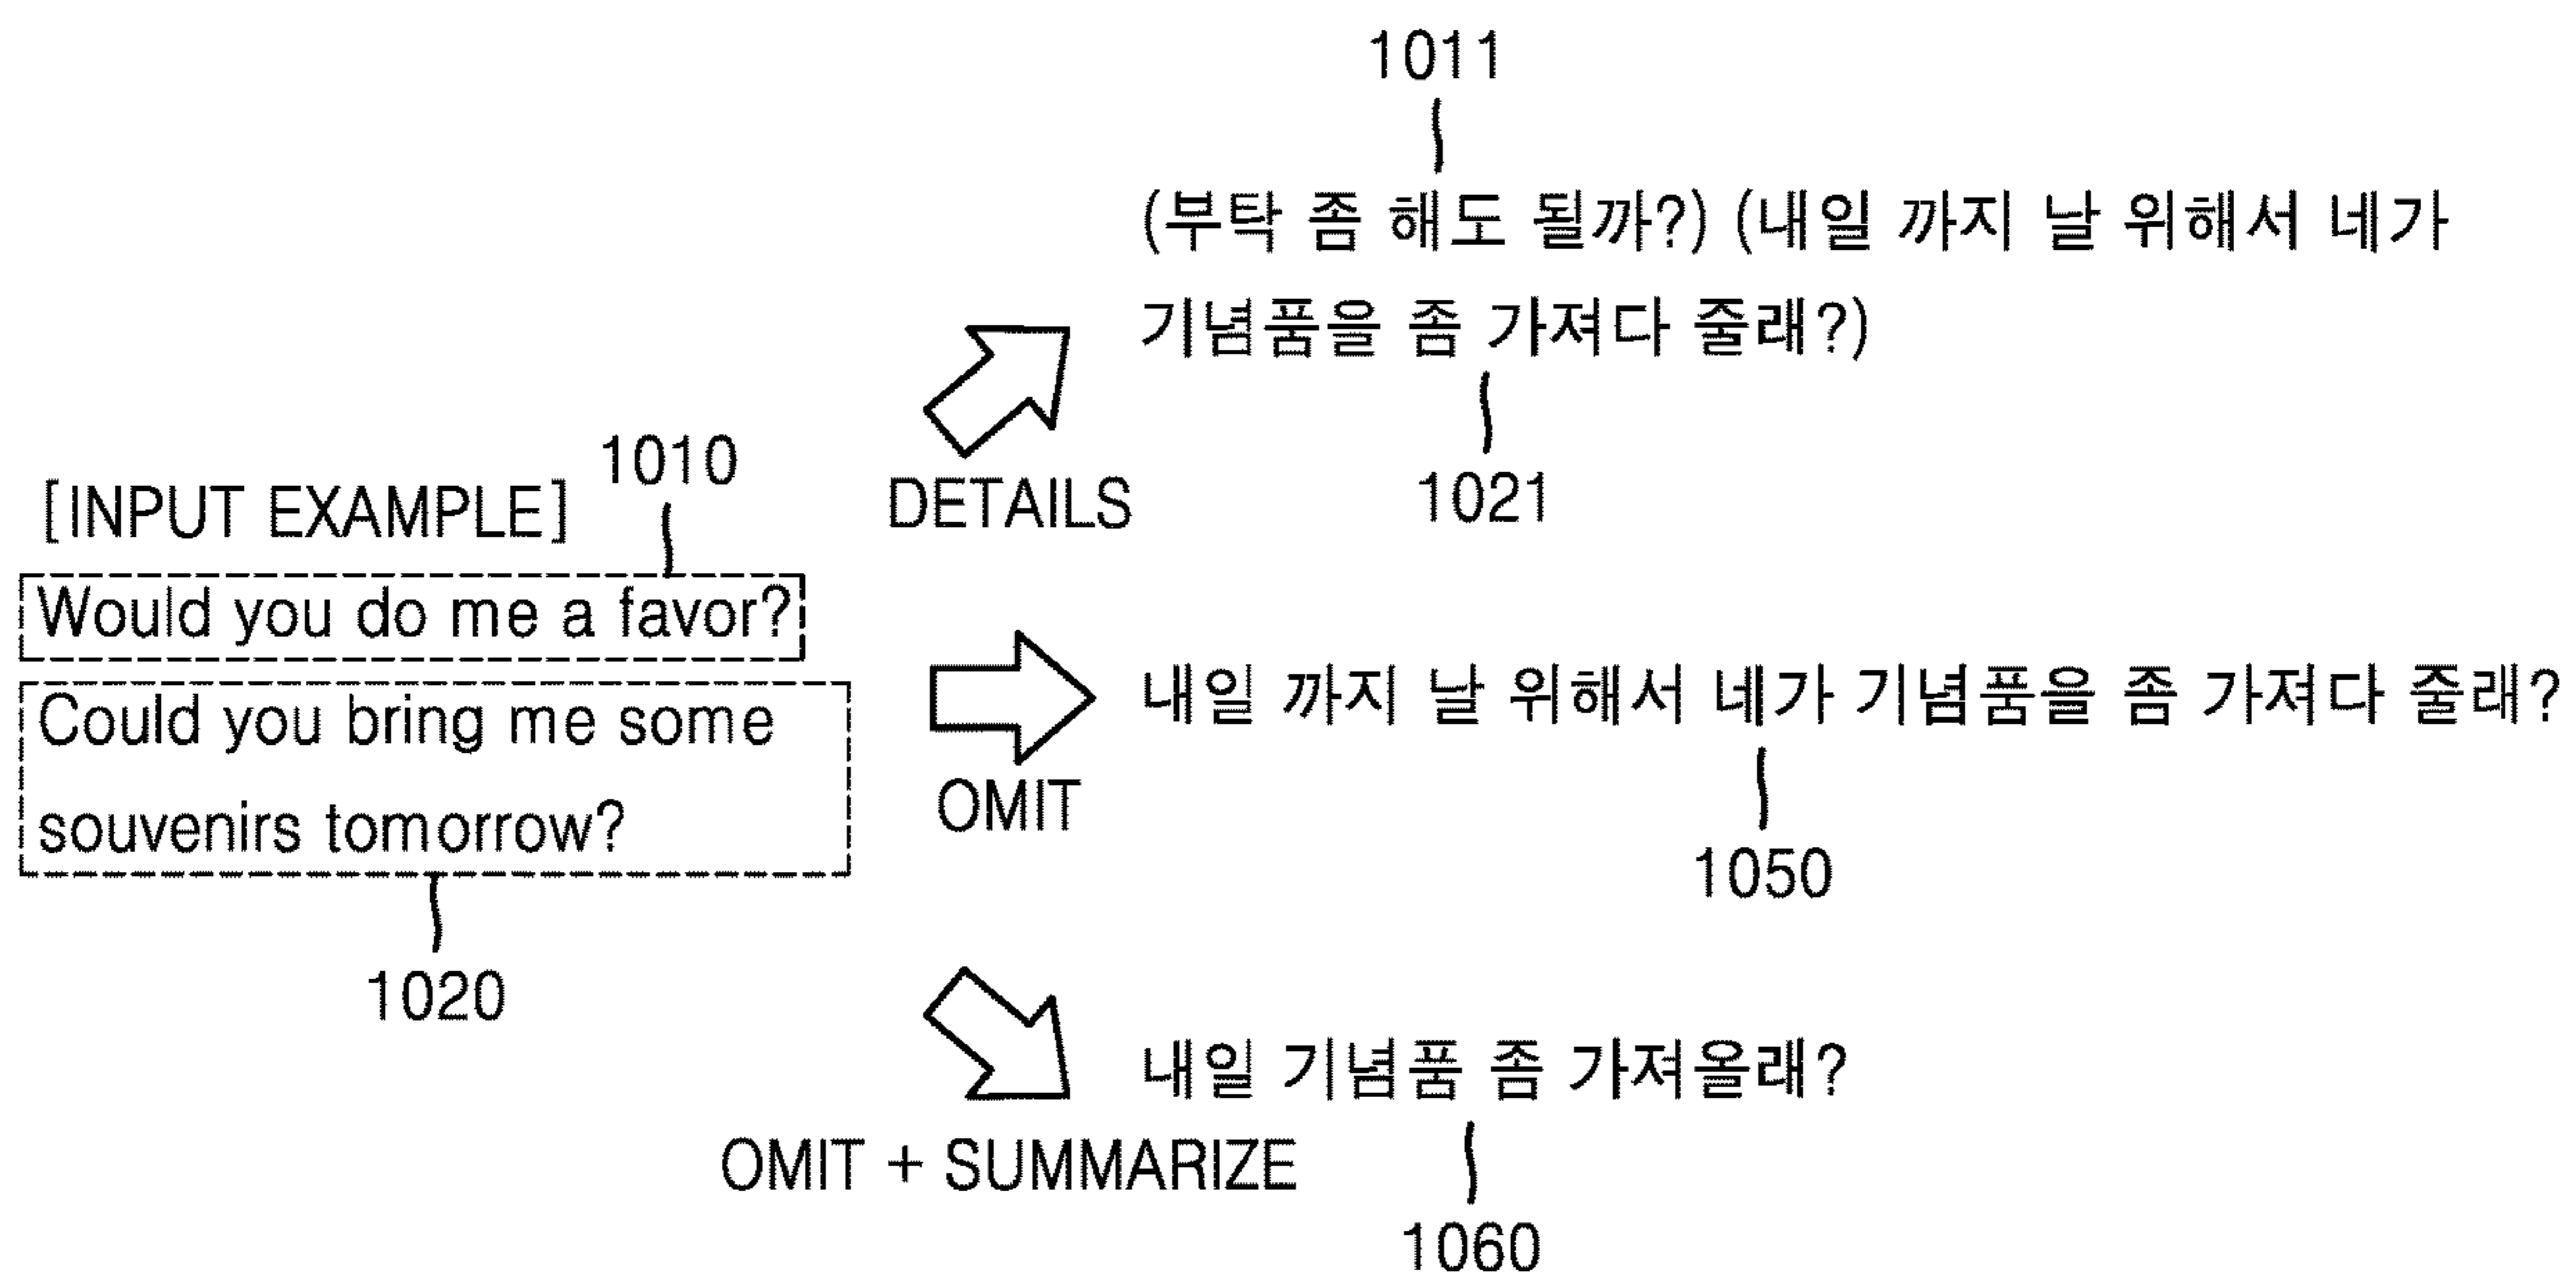 1011
(부탁 좀 해도 될까?) (내일 까지 날 위해서 네가
기념품을 좀 가져다 줄래?)
1021
DETAILS
[INPUT EXAMPLE]
1010
Would you do me a favor?
Could you bring me some
souvenirs tomorrow?
1020
OMIT
내일 까지 날 위해서 네가 기념품을 좀 가져다 줄래?
1050
OMIT + SUMMARIZE
내일 기념품 좀 가져올래?
1060